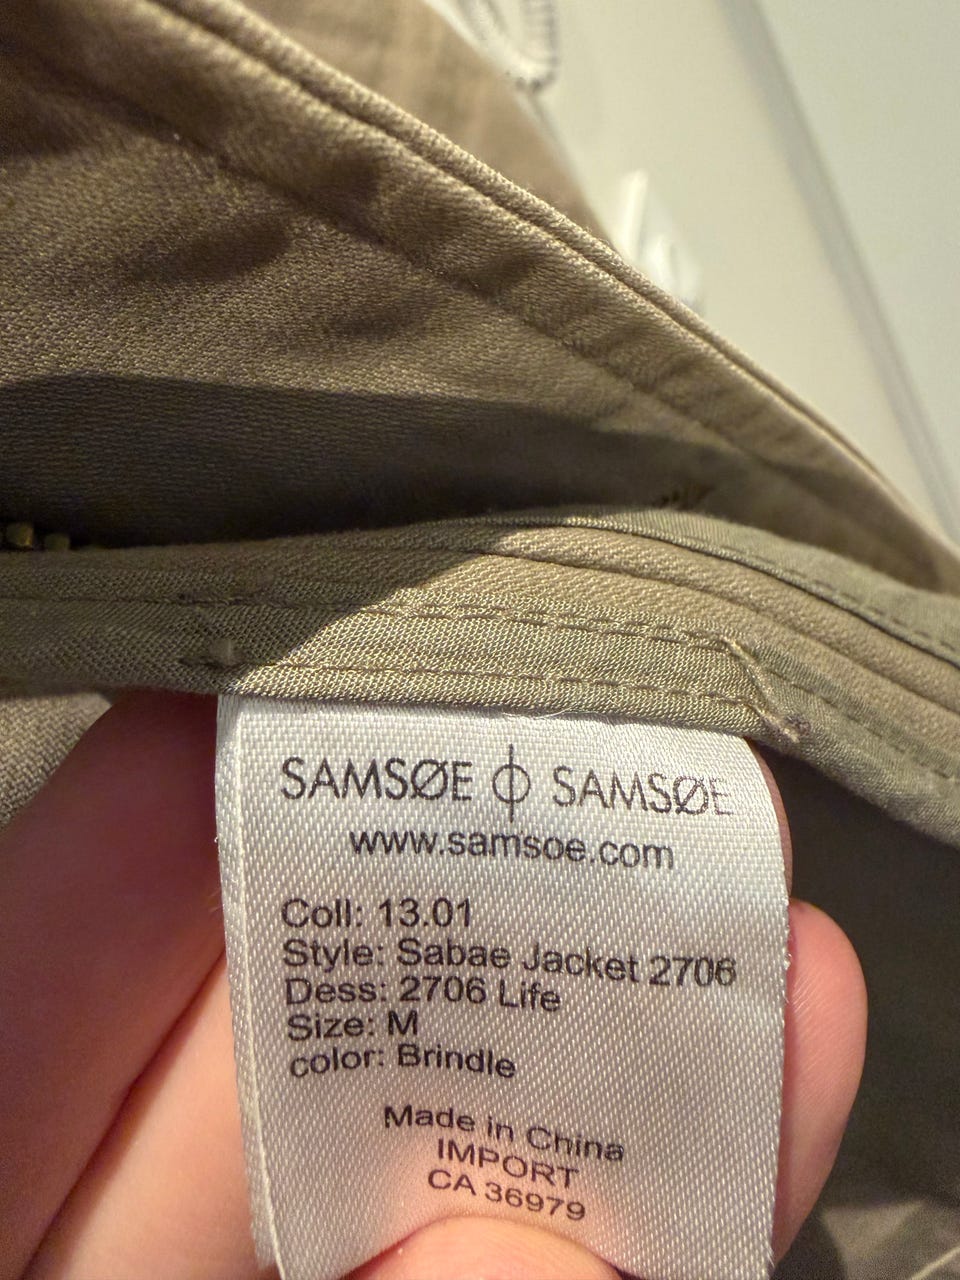 SAMSØE ϕ SAMSØE
www.samsoe.com
Coll: 13.01
Style: Sabae Jacket 2706
Dess: 2706 Life
Size: M
color: Brindle
Made in China
IMPORT
CA 36979